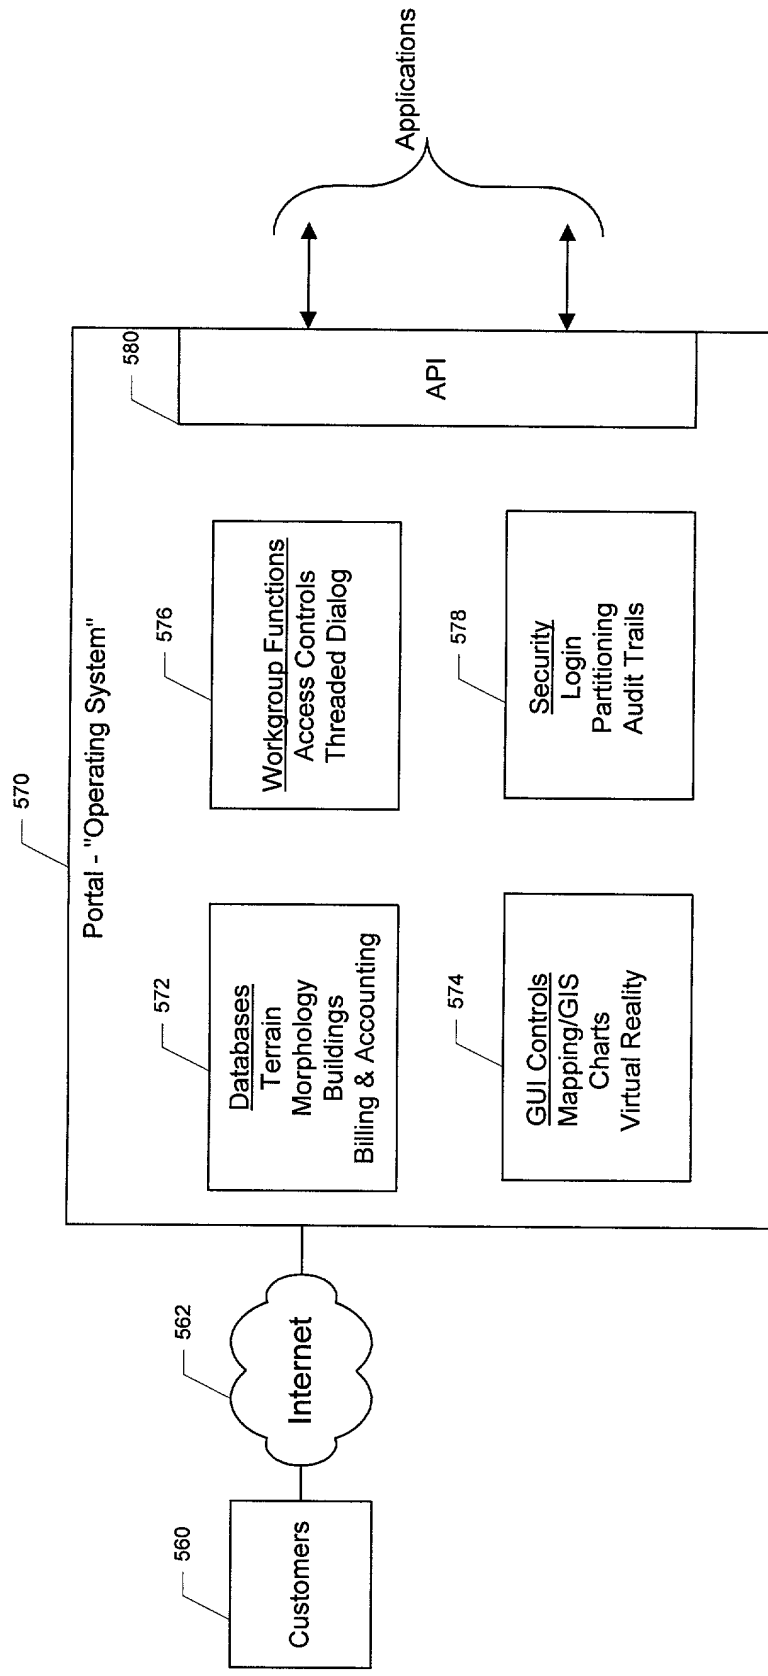 570
Portal - "Operating System"
560
Customers
562
Internet
572
Databases
Terrain
Morphology
Buildings
Billing & Accounting
576
Workgroup Functions
Access Controls
Threaded Dialog
574
GUI Controls
Mapping/GIS
Charts
Virtual Reality
578
Security
Login
Partitioning
Audit Trails
580
API
Applications